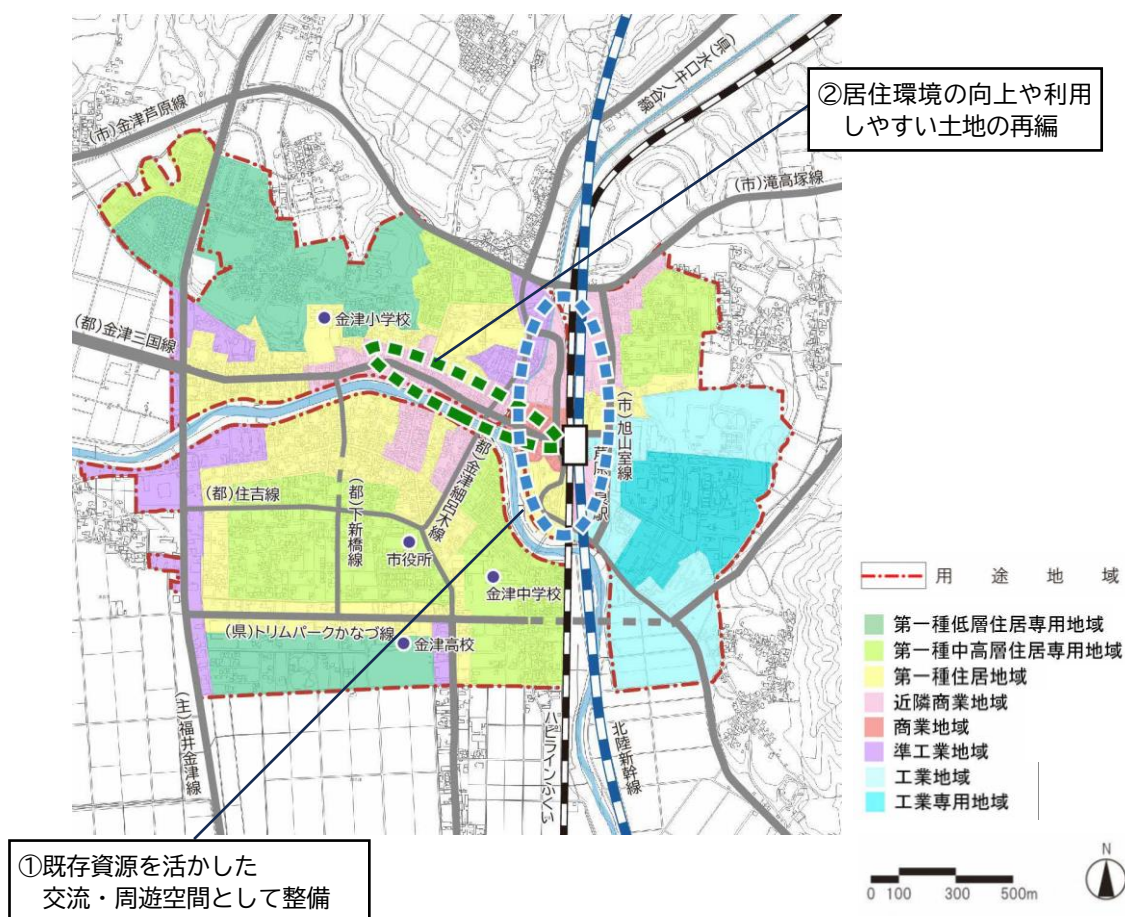 ②居住環境の向上や利用
しやすい土地の再編
(県)水口牛ノ谷線
(市)金津芦原線
(市)滝高塚線
金津小学校
(都)金津三国線
(市)旭山室線
(都)金津細呂木線
(都)住吉線
(都)下新橋線
市役所
金津中学校
(県)トリムパークかなづ線
金津高校
(主)福井金津線
ハピラインふくい
北陸新幹線
用途地域
第一種低層住居専用地域
第一種中高層住居専用地域
第一種住居地域
近隣商業地域
商業地域
準工業地域
工業地域
工業専用地域
①既存資源を活かした
交流・周遊空間として整備
N
0 100 300 500m